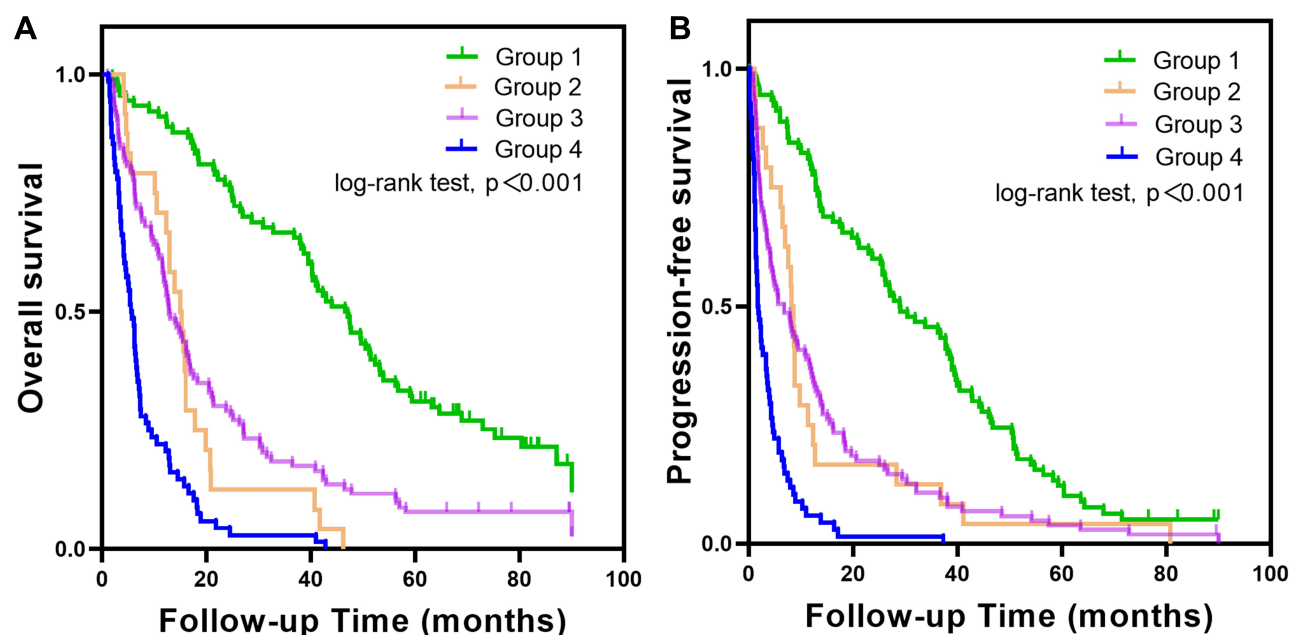 A
Overall survival
1.0
0.5
0.0
0
20
40
60
80
100
Follow-up Time (months)
Group 1
Group 2
Group 3
Group 4
log-rank test, p<0.001
B
Progression-free survival
1.0
0.5
0.0
0
20
40
60
80
100
Follow-up Time (months)
Group 1
Group 2
Group 3
Group 4
log-rank test, p<0.001